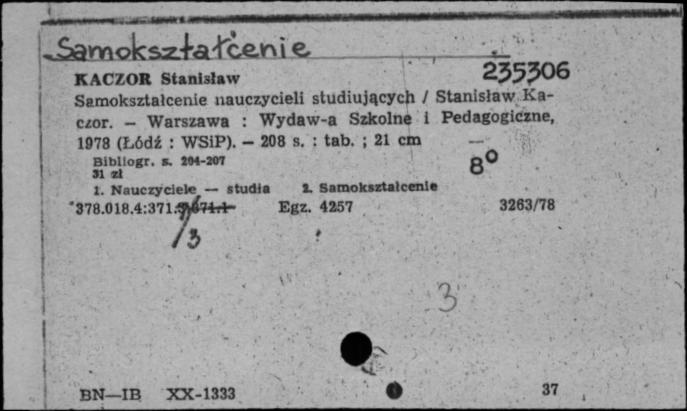 Samokształcenie
235306
KACZOR Stanisław
Samokształcenie nauczycieli studiujących / Stanisław Ka-
czor. — Warszawa : Wydaw-a Szkolne i Pedagogiczne,
1978 (Łódź : WSiP). — 208 s. : tab. ; 21 cm
8°
Bibliogr. s. 204-207
31 zł
1. Nauczyciele — studia 2. Samokształcenie
378.018.4:371. Egz. 4257 3263/78
/3
3
BN—IB XX-1333 37